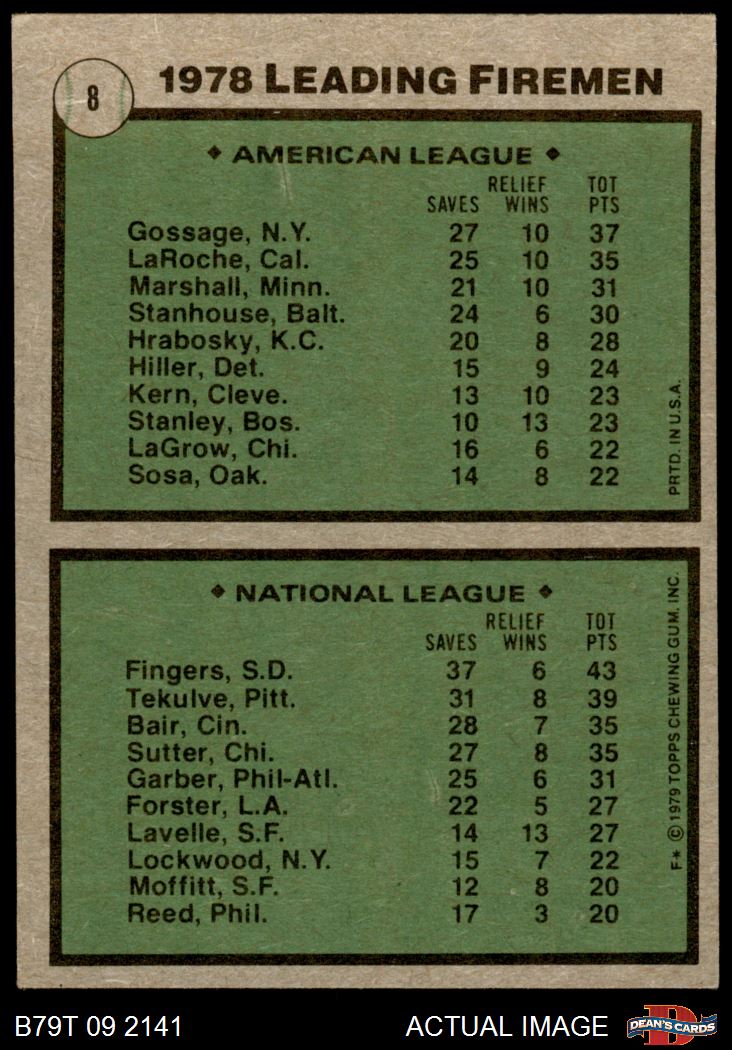 8
1978 LEADING FIREMEN
◆ AMERICAN LEAGUE ◆
RELIEF TOT
SAVES WINS PTS
Gossage, N.Y. 27 10 37
LaRoche, Cal. 25 10 35
Marshall, Minn. 21 10 31
Stanhouse, Balt. 24 6 30
Hrabosky, K.C. 20 8 28
Hiller, Det. 15 9 24
Kern, Cleve. 13 10 23
Stanley, Bos. 10 13 23
LaGrow, Chi. 16 6 22
Sosa, Oak. 14 8 22
PRTD. IN U.S.A.
◆ NATIONAL LEAGUE ◆
RELIEF TOT
SAVES WINS PTS
Fingers, S.D. 37 6 43
Tekulve, Pitt. 31 8 39
Bair, Cin. 28 7 35
Sutter, Chi. 27 8 35
Garber, Phil-Atl. 25 6 31
Forster, L.A. 22 5 27
Lavelle, S.F. 14 13 27
Lockwood, N.Y. 15 7 22
Moffitt, S.F. 12 8 20
Reed, Phil. 17 3 20
F* © 1979 TOPPS CHEWING GUM, INC.
B79T 09 2141 ACTUAL IMAGE
D
DEAN'S CARDS